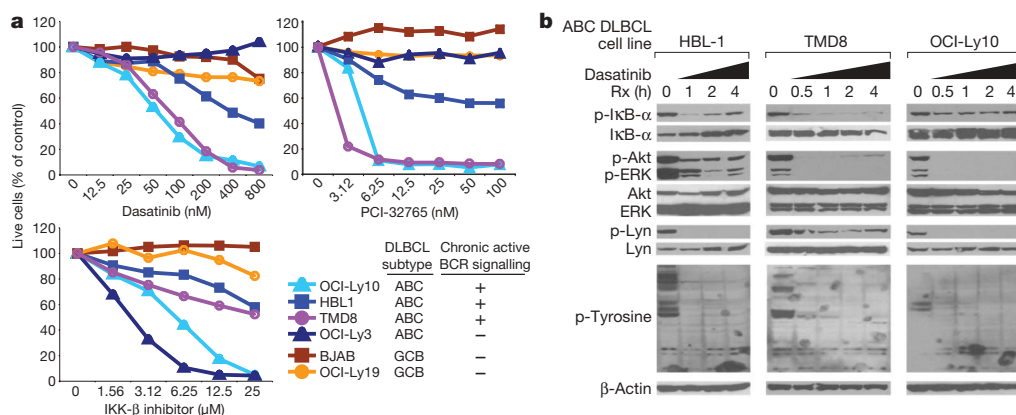 a
Live cells (% of control)
120
100
80
60
40
20
0
0 12.5 25 50 100 200 400 800
Dasatinib (nM)
120
100
80
60
40
20
0
0 3.12 6.25 12.5 25 50 100
PCI-32765 (nM)
120
100
80
60
40
20
0
0 1.56 3.12 6.25 12.5 25
IKK-β inhibitor (μM)
DLBCL subtype
Chronic active BCR signalling
OCI-Ly10 ABC +
HBL1 ABC +
TMD8 ABC +
OCI-Ly3 ABC –
BJAB GCB –
OCI-Ly19 GCB –
b
ABC DLBCL
cell line
HBL-1 TMD8 OCI-Ly10
Dasatinib
Rx (h)
0 1 2 4 0 0.5 1 2 4 0 0.5 1 2 4
p-IκB-α
IκB-α
p-Akt
p-ERK
Akt
ERK
p-Lyn
Lyn
p-Tyrosine
β-Actin